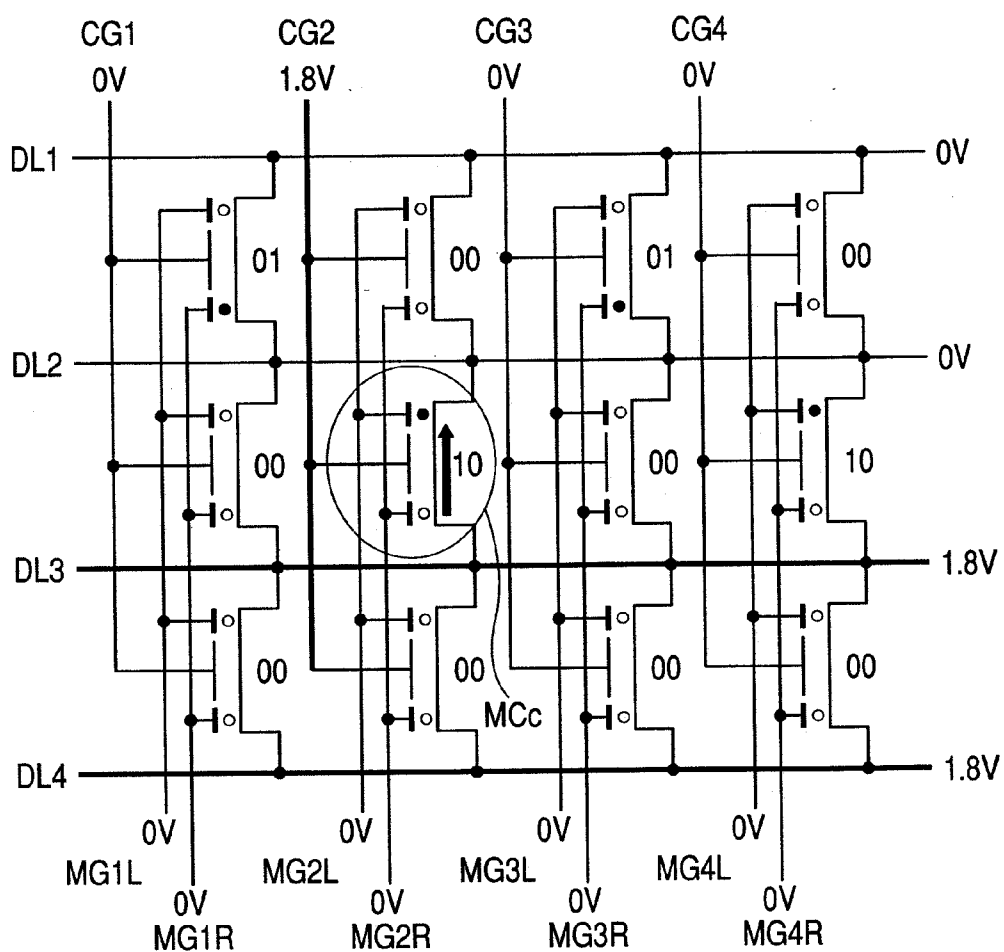 CG1 CG2 CG3 CG4
0V 1.8V 0V 0V
DL1 0V
01 00 01 00
DL2 0V
00 10 00 10
DL3 1.8V
00 00 00 00
MCc
DL4 1.8V
0V 0V 0V 0V
MG1L MG2L MG3L MG4L
0V 0V 0V 0V
MG1R MG2R MG3R MG4R